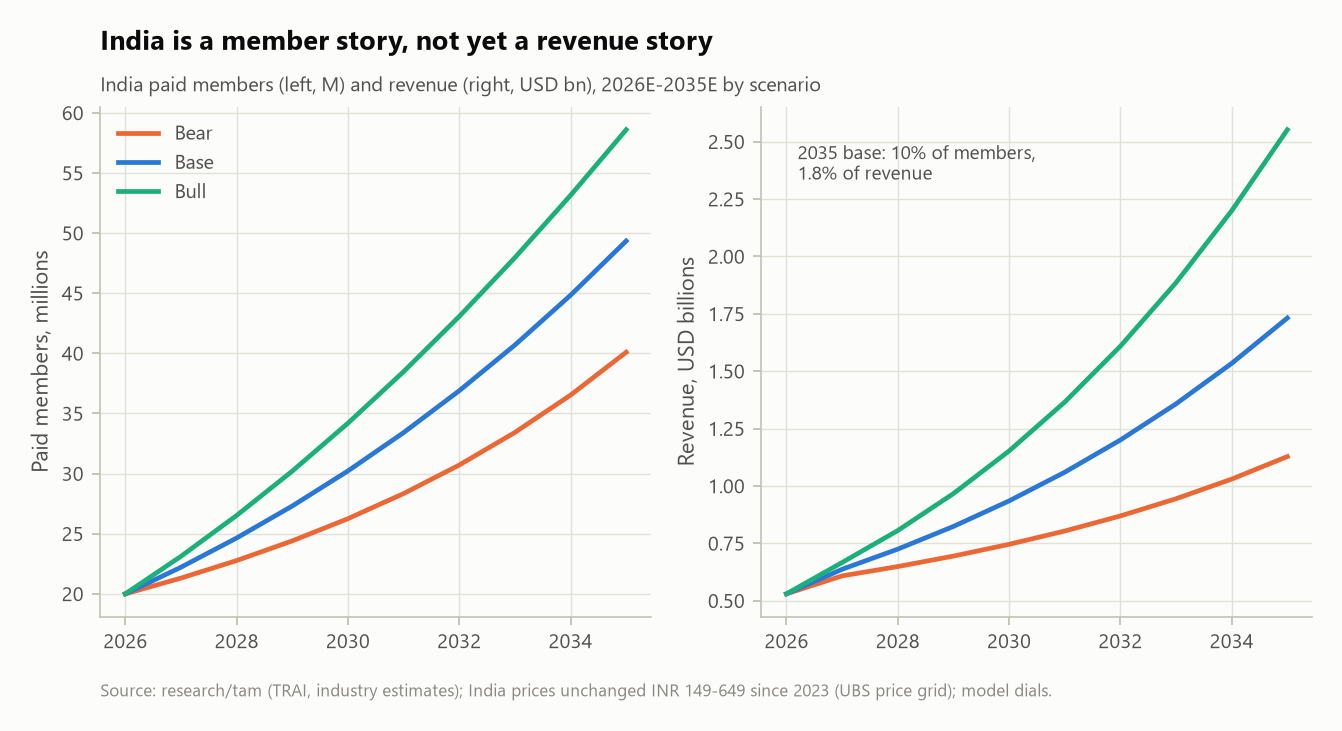 India is a member story, not yet a revenue story
India paid members (left, M) and revenue (right, USD bn), 2026E-2035E by scenario
Paid members, millions
60
55
50
45
40
35
30
25
20
Bear
Base
Bull
2026
2028
2030
2032
2034
Revenue, USD billions
2.50
2.25
2.00
1.75
1.50
1.25
1.00
0.75
0.50
2035 base: 10% of members,
1.8% of revenue
2026
2028
2030
2032
2034
Source: research/tam (TRAI, industry estimates); India prices unchanged INR 149-649 since 2023 (UBS price grid); model dials.